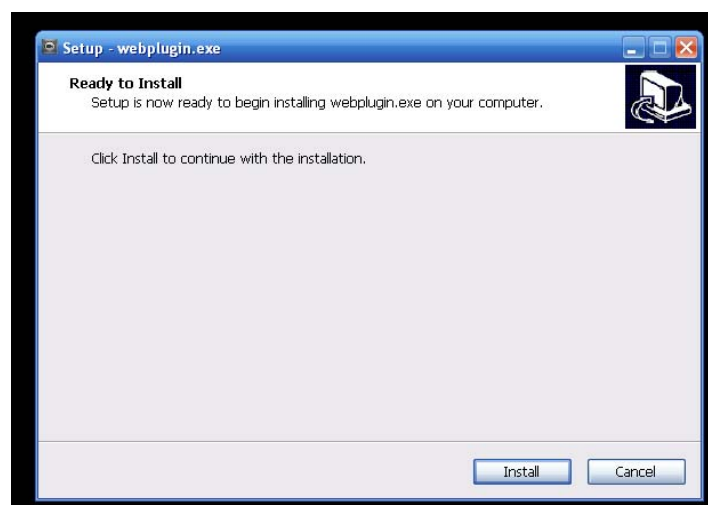 Setup - webplugin.exe
Ready to Install
Setup is now ready to begin installing webplugin.exe on your computer.
Click Install to continue with the installation.
Install
Cancel